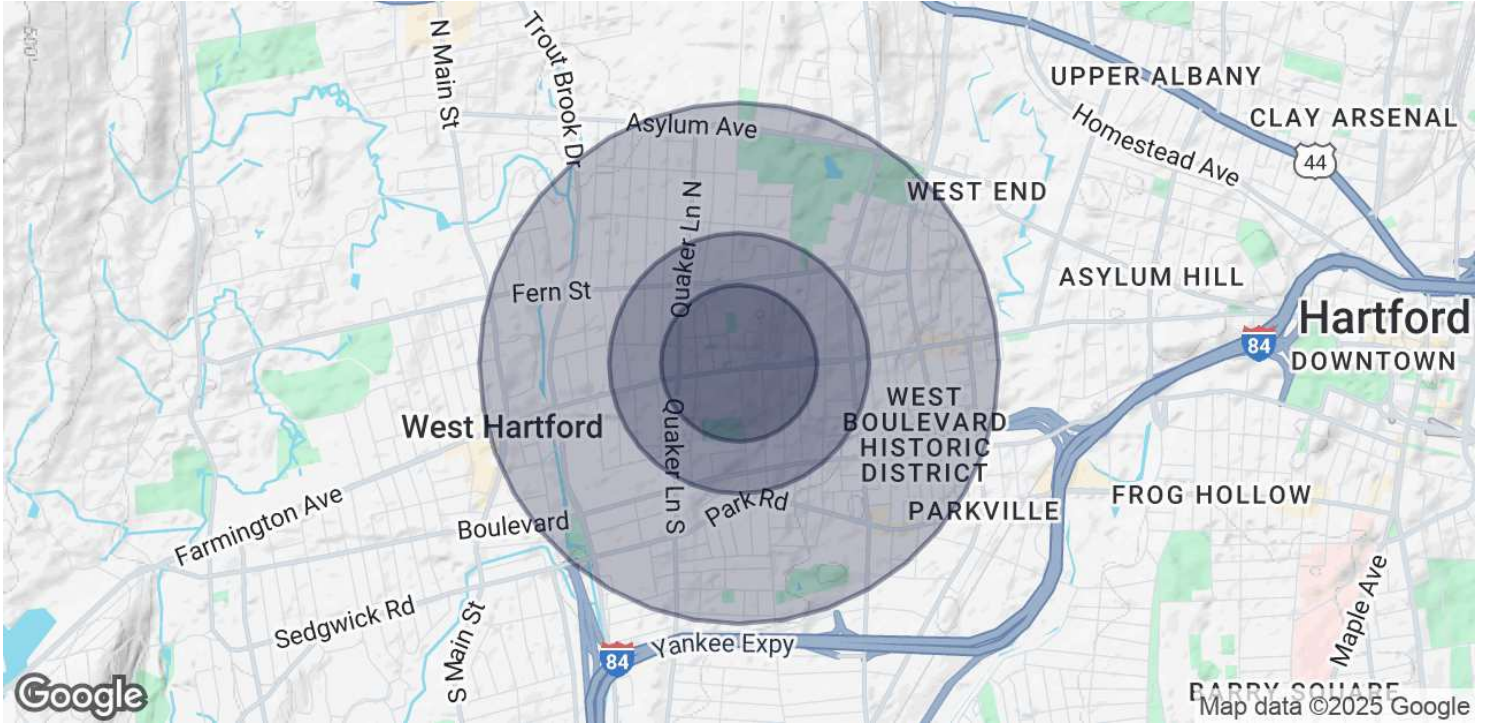 N Main St
Trout Brook Dr
UPPER ALBANY
CLAY ARSENAL
Asylum Ave
Homestead Ave
44
WEST END
Quaker Ln N
ASYLUM HILL
Fern St
Hartford
84
DOWNTOWN
WEST
BOULEVARD
HISTORIC
DISTRICT
West Hartford
Quaker Ln S
FROG HOLLOW
Park Rd
PARKVILLE
Farmington Ave
Boulevard
Maple Ave
Sedgwick Rd
S Main St
Yankee Expy
84
BARRY SQUARE
Google
Map data ©2025 Google